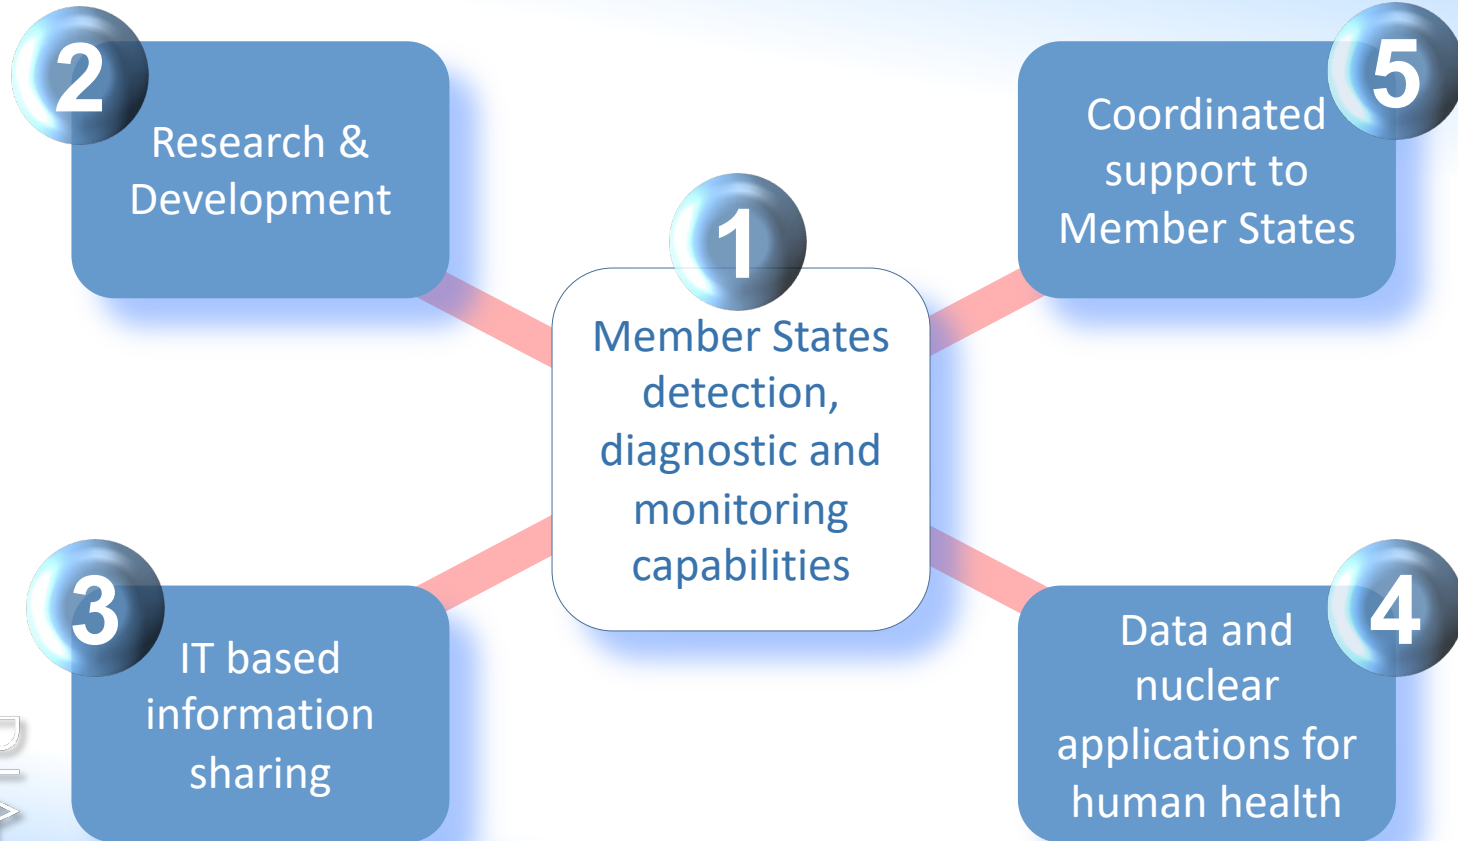 2
Research &
Development
5
Coordinated
support to
Member States
1
Member States
detection,
diagnostic and
monitoring
capabilities
3
IT based
information
sharing
4
Data and
nuclear
applications for
human health